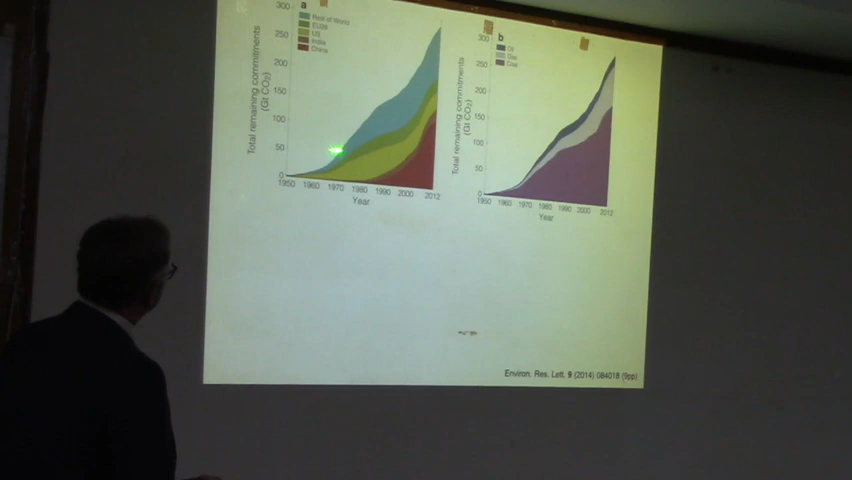 a
Rest of World
EU28
US
India
China
Total remaining commitments
(Gt CO₂)
300
250
200
150
100
50
0
1950 1960 1970 1980 1990 2000 2012
Year
b
Oil
Gas
Coal
Total remaining commitments
(Gt CO₂)
300
200
150
100
50
0
1950 1960 1970 1980 1990 2000 2012
Year
Environ. Res. Lett. 9 (2014) 084018 (9pp)